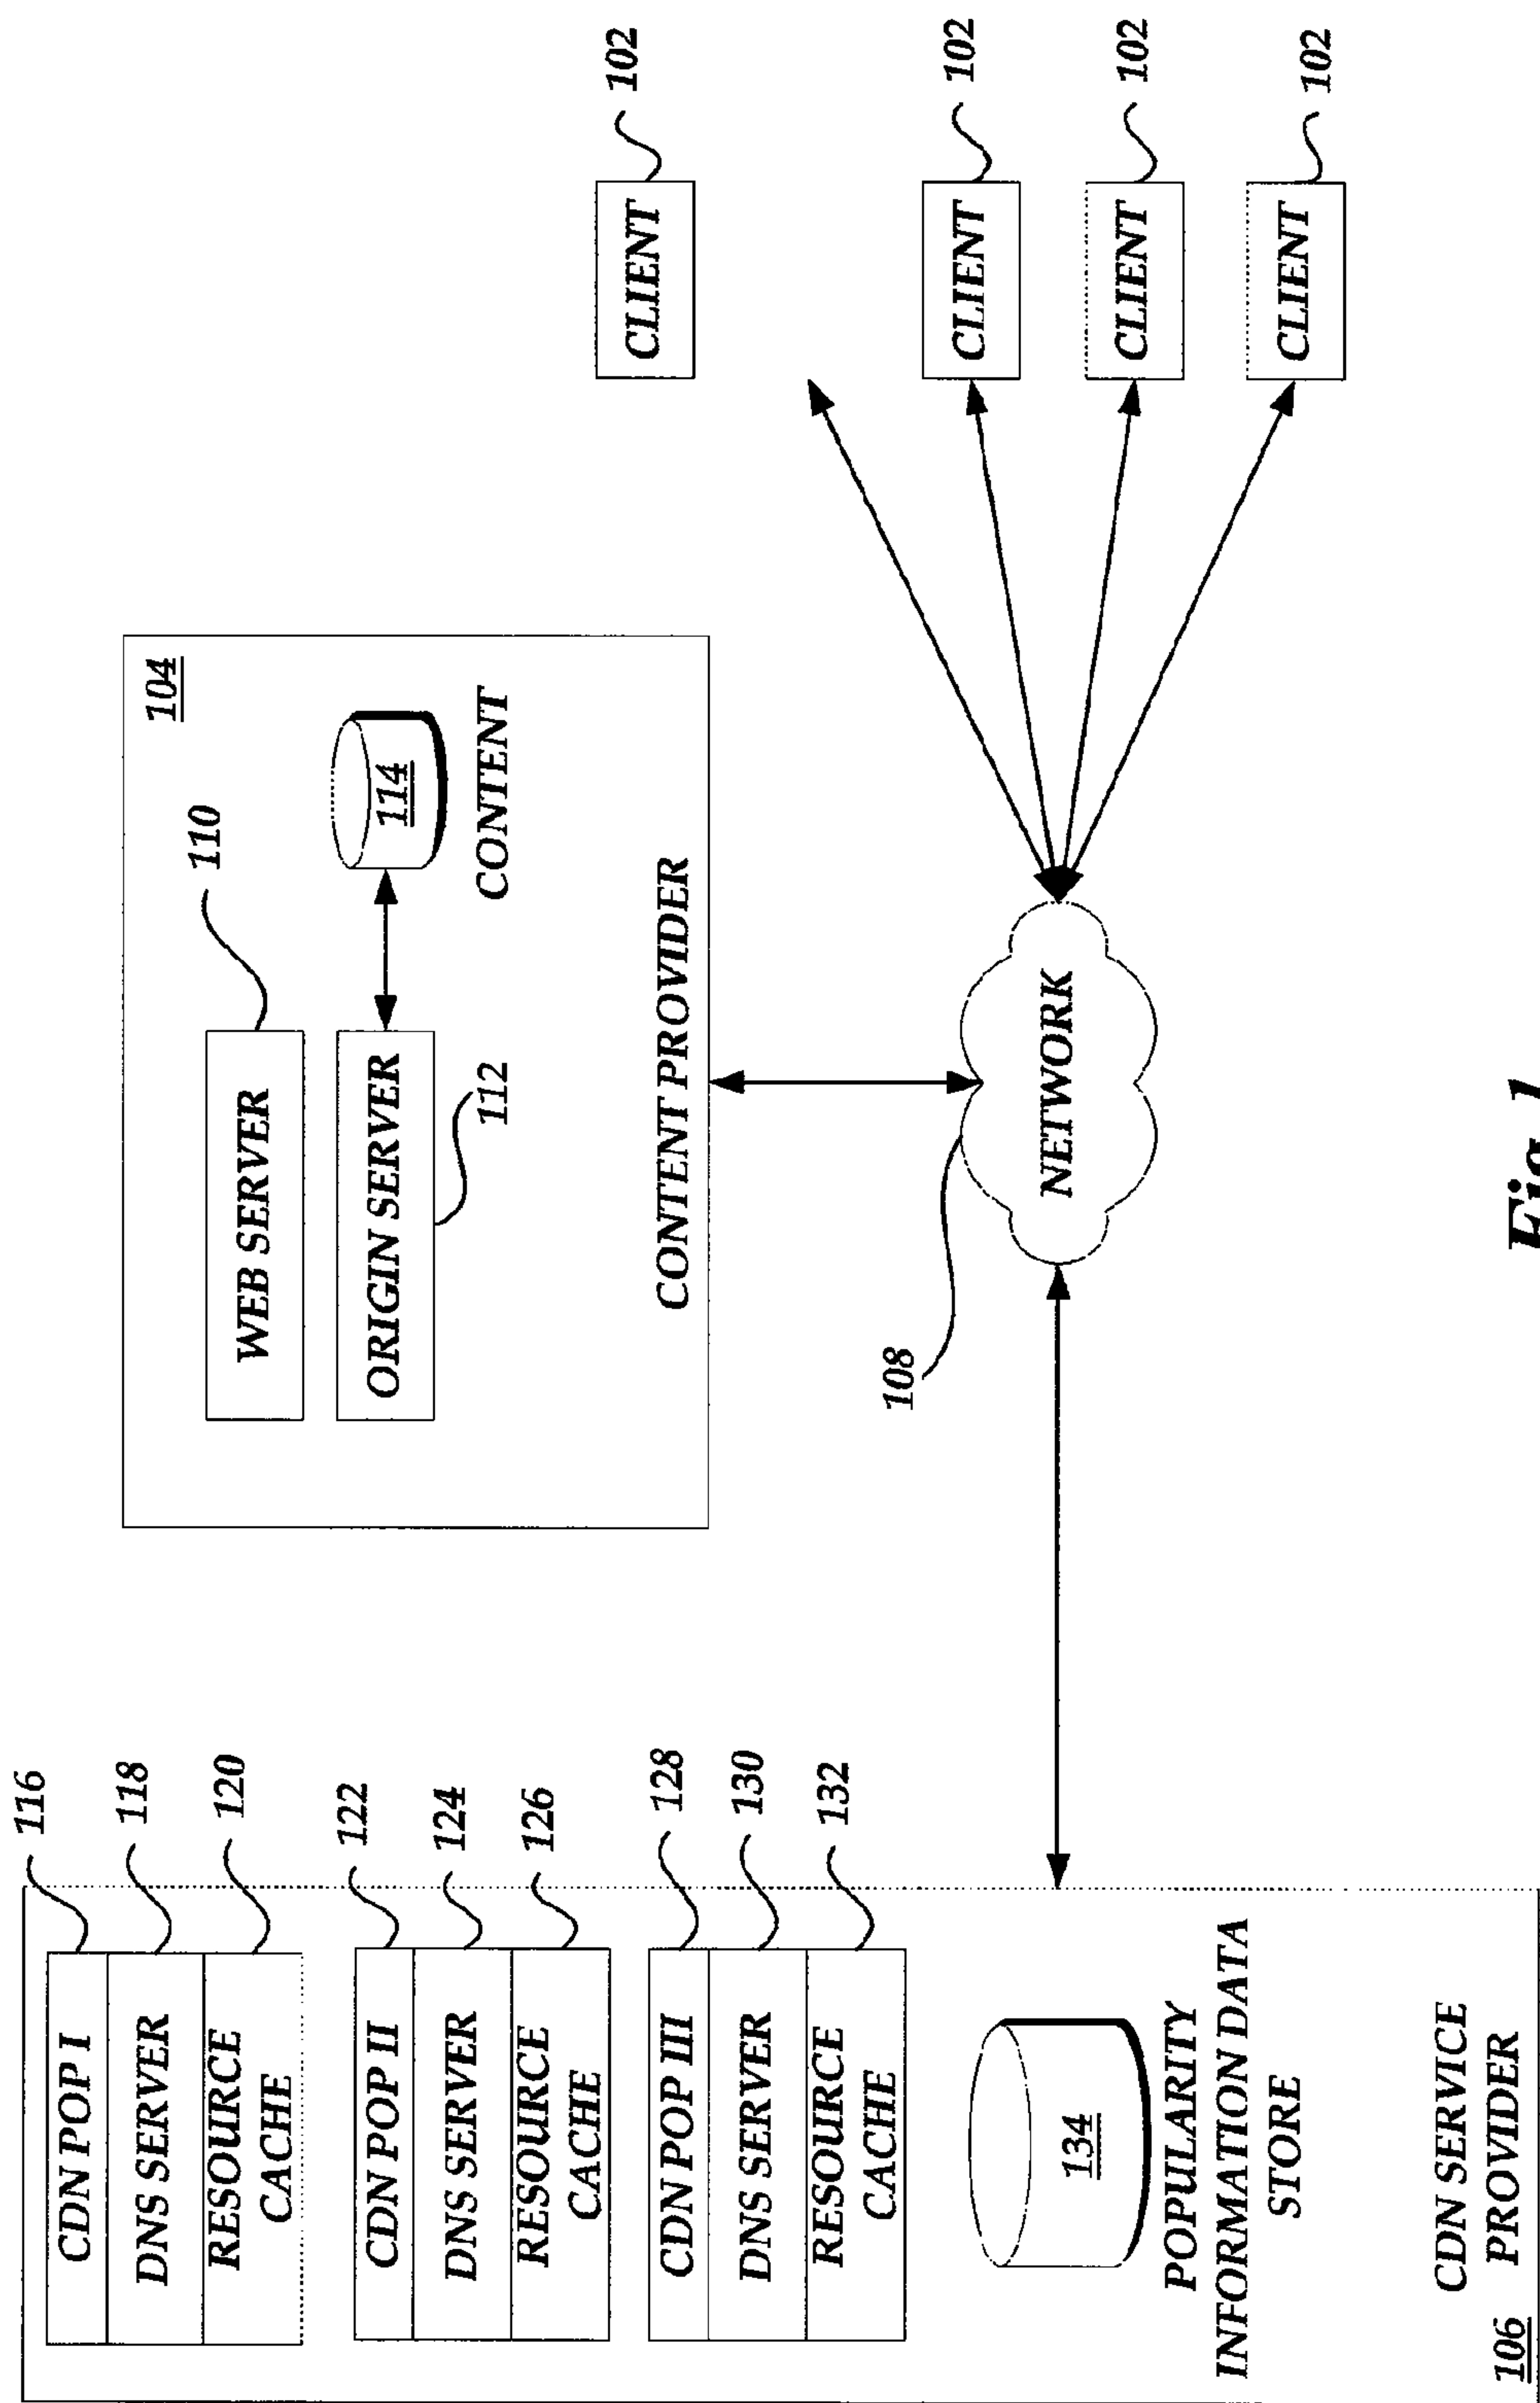 116
CDN POP I
118
DNS SERVER
120
RESOURCE
CACHE
122
CDN POP II
124
DNS SERVER
126
RESOURCE
CACHE
128
CDN POP III
130
DNS SERVER
132
RESOURCE
CACHE
134
POPULARITY
INFORMATION DATA
STORE
CDN SERVICE
PROVIDER
106
104
110
WEB SERVER
ORIGIN SERVER
112
114
CONTENT
CONTENT PROVIDER
108
NETWORK
CLIENT
102
CLIENT
102
CLIENT
102
CLIENT
102
Fig. 1